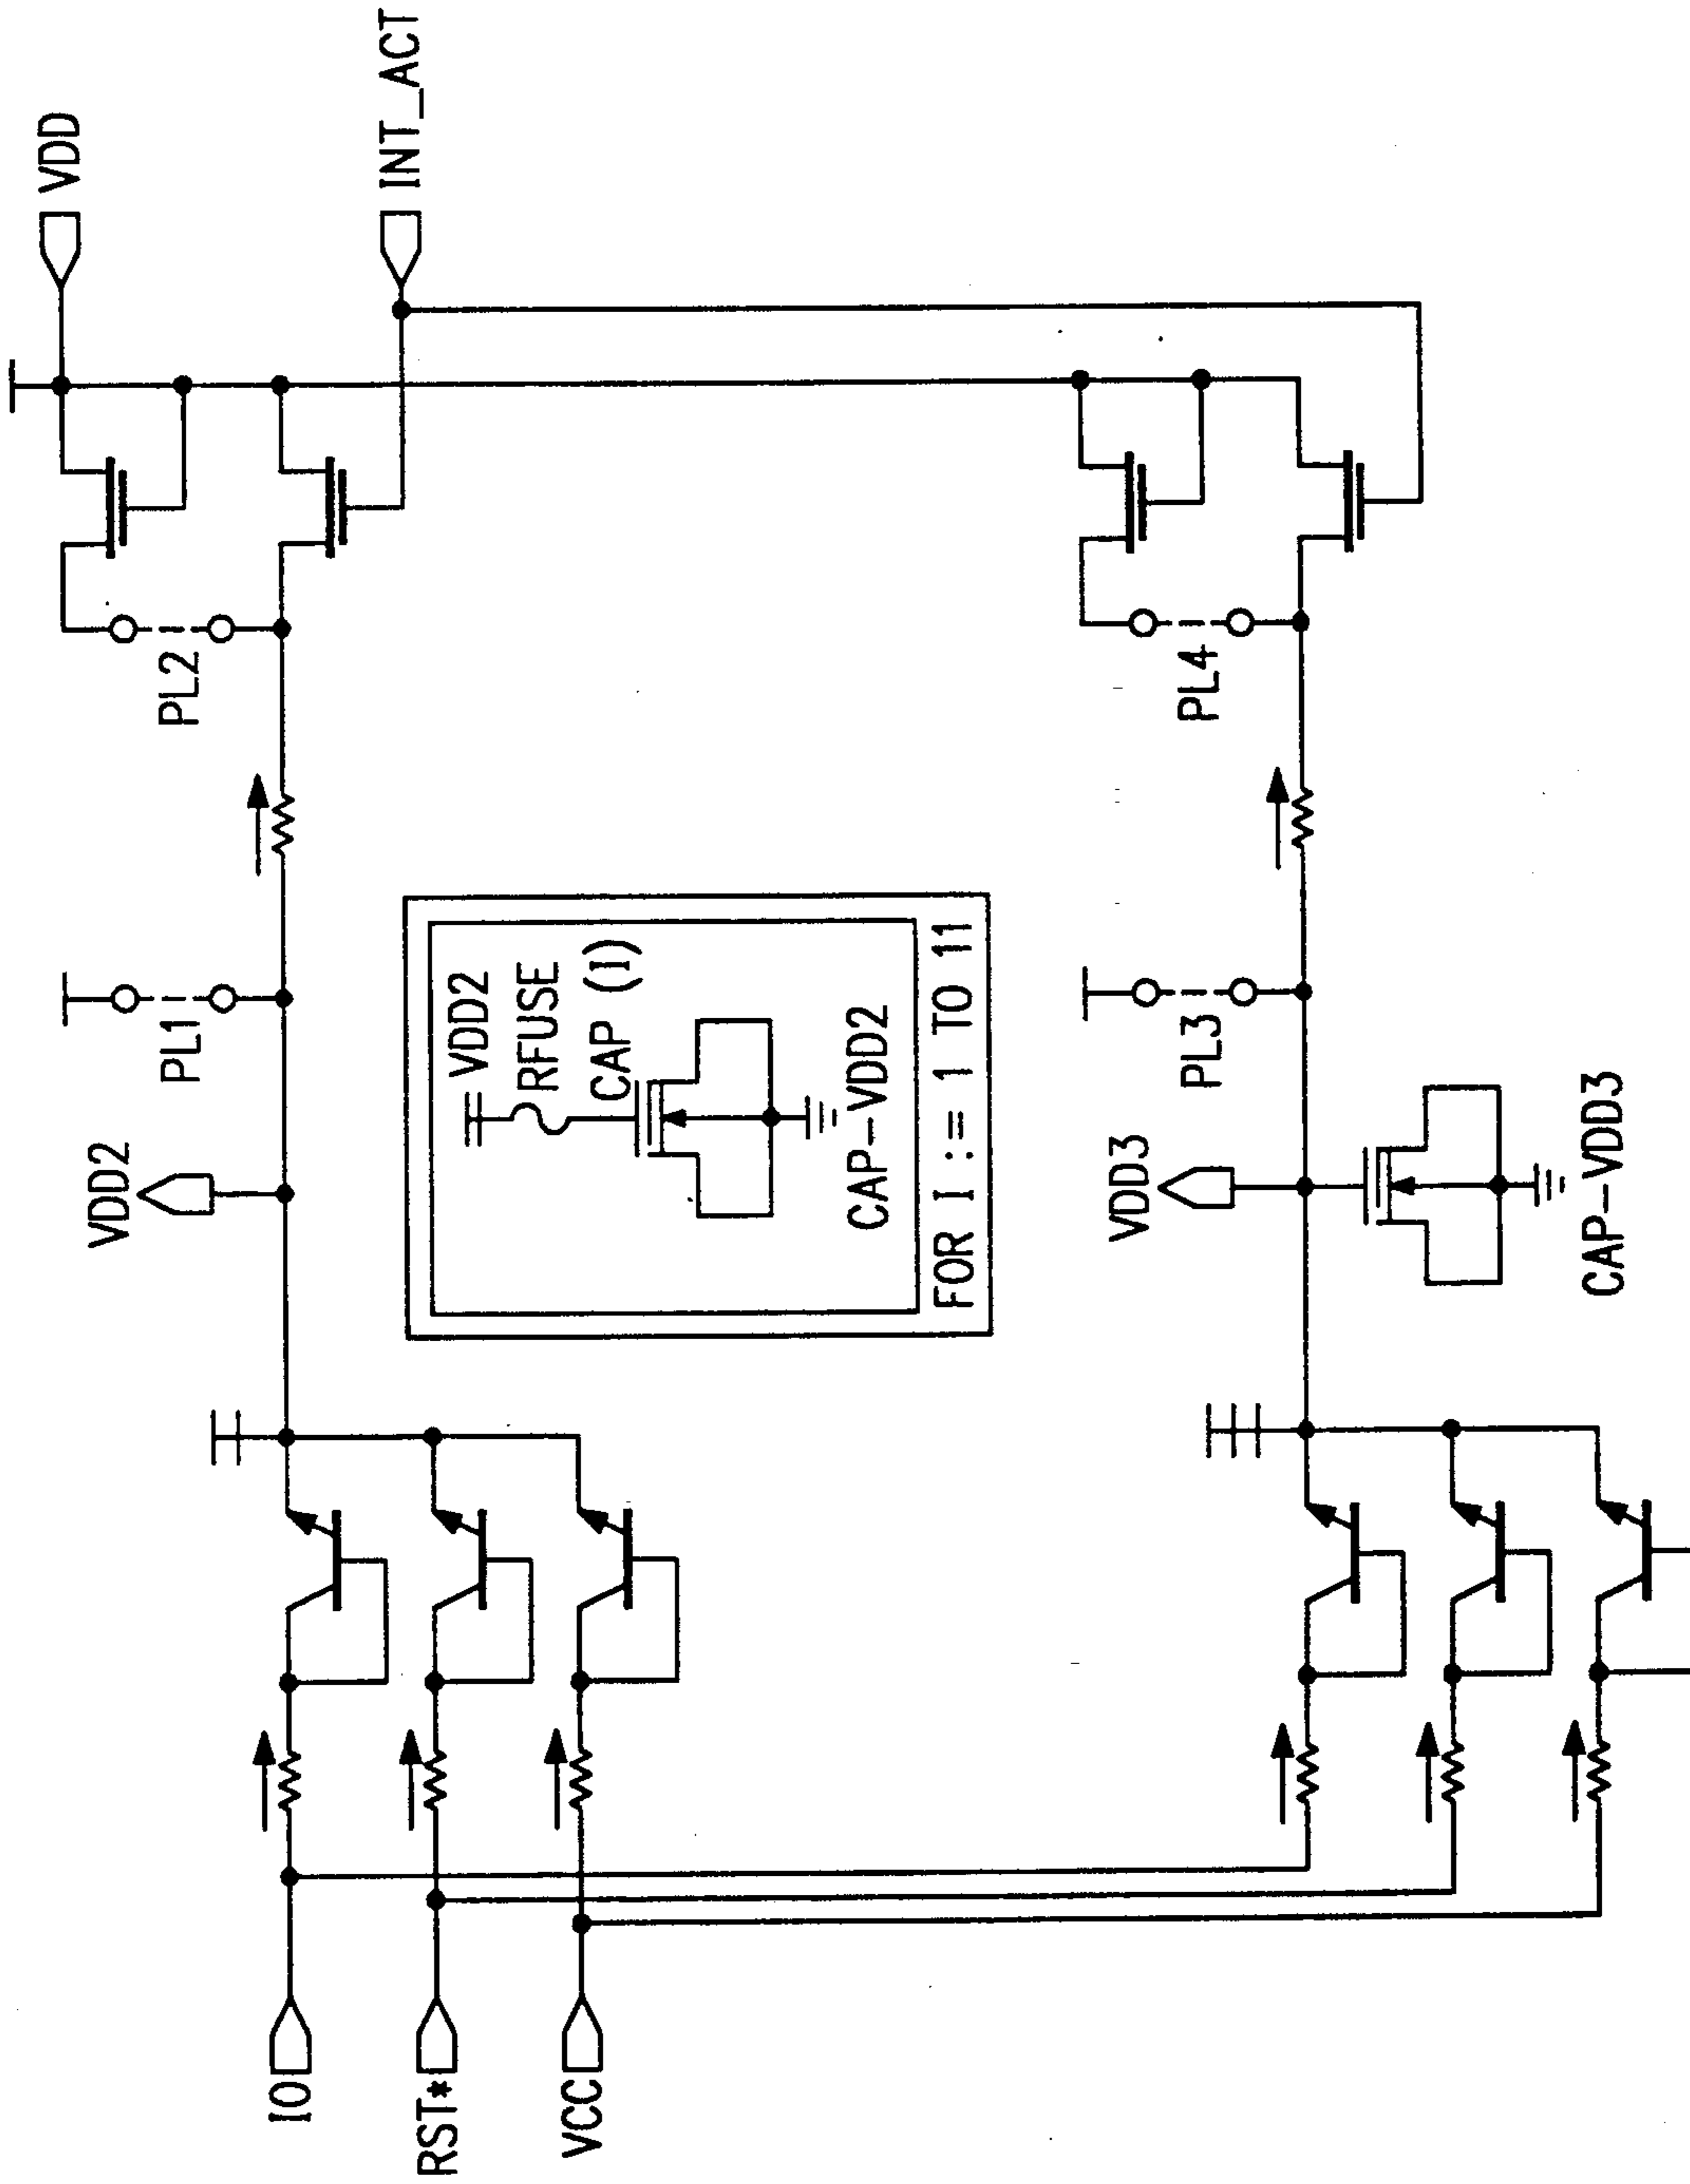 IO
RST*
VCC
VDD2
PL1
PL2
VDD
INT_ACT
VDD2
RFUSE
CAP (I)
CAP-VDD2
FOR I := 1 TO 11
VDD3
PL3
PL4
CAP-VDD3